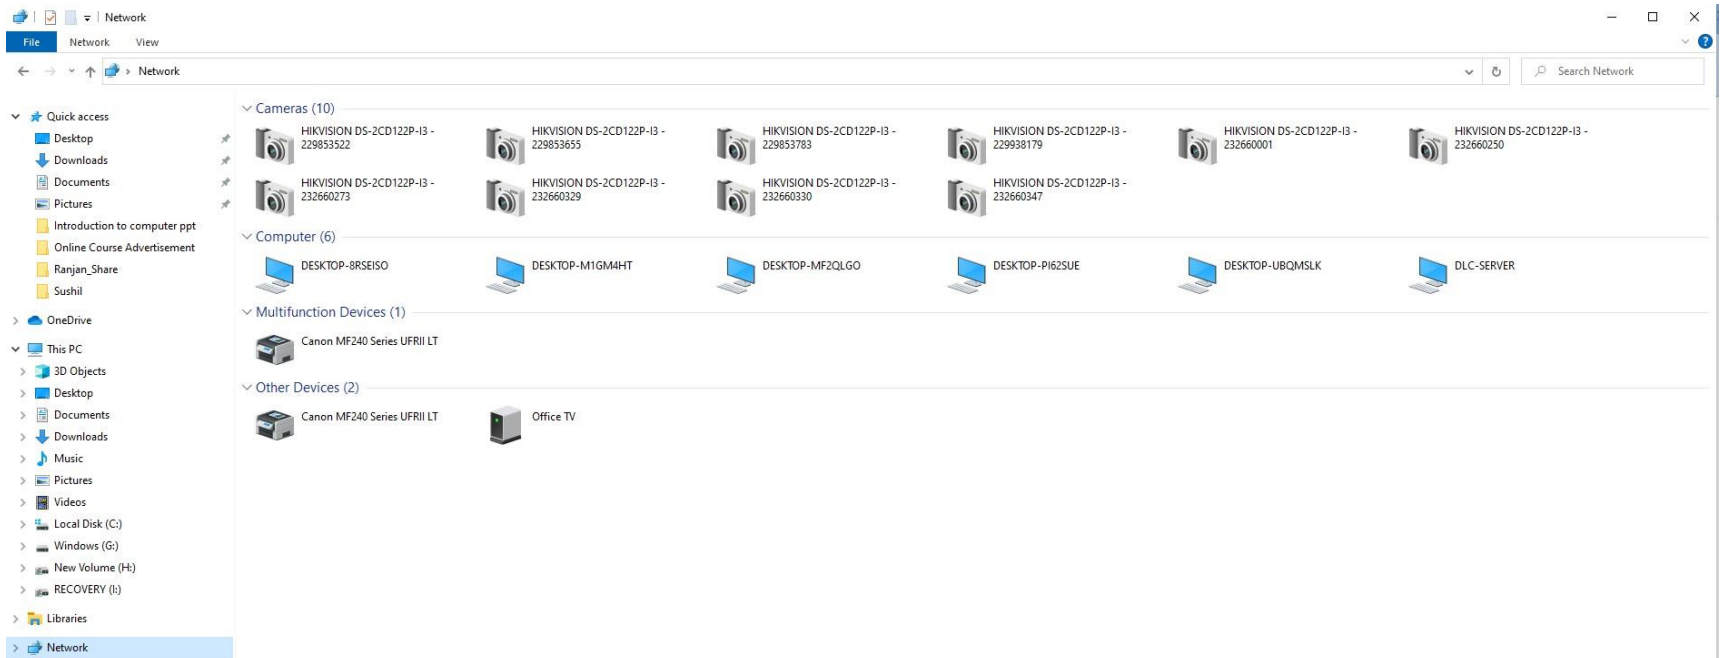 Network
File Network View
Network
Search Network
Quick access
Desktop
Downloads
Documents
Pictures
Introduction to computer ppt
Online Course Advertisement
Ranjan_Share
Sushil
OneDrive
This PC
3D Objects
Desktop
Documents
Downloads
Music
Pictures
Videos
Local Disk (C:)
Windows (G:)
New Volume (H:)
RECOVERY (I:)
Libraries
Network
Cameras (10)
HIKVISION DS-2CD122P-I3 -
229853522
HIKVISION DS-2CD122P-I3 -
229853655
HIKVISION DS-2CD122P-I3 -
229853783
HIKVISION DS-2CD122P-I3 -
229938179
HIKVISION DS-2CD122P-I3 -
232660001
HIKVISION DS-2CD122P-I3 -
232660250
HIKVISION DS-2CD122P-I3 -
232660273
HIKVISION DS-2CD122P-I3 -
232660329
HIKVISION DS-2CD122P-I3 -
232660330
HIKVISION DS-2CD122P-I3 -
232660347
Computer (6)
DESKTOP-8RSEISO
DESKTOP-M1GM4HT
DESKTOP-MF2QLGO
DESKTOP-PI62SUE
DESKTOP-UBQMSLK
DLC-SERVER
Multifunction Devices (1)
Canon MF240 Series UFRII LT
Other Devices (2)
Canon MF240 Series UFRII LT
Office TV